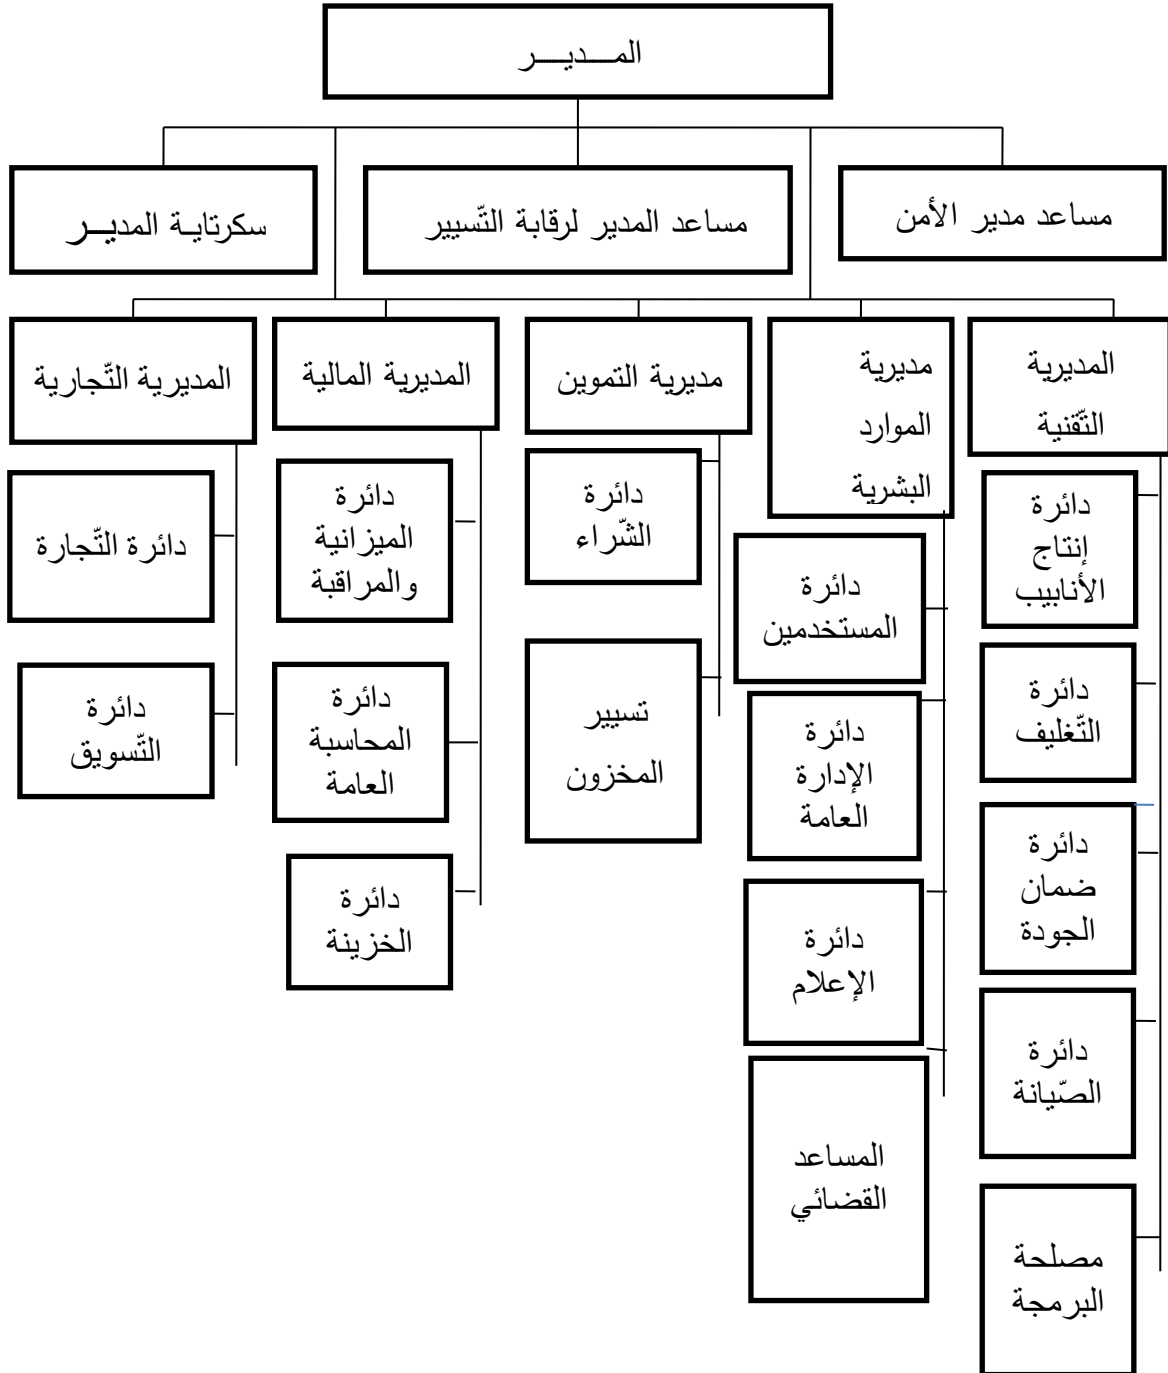 المـــديـــر
مساعد مدير الأمن
مساعد المدير لرقابة التّسيير
سكرتاية المديــر
المديرية
التّقنية
مديرية
الموارد
البشرية
مديرية التموين
المديرية المالية
المديرية التّجارية
دائرة
إنتاج
الأنابيب
دائرة
التّغليف
دائرة
ضمان
الجودة
دائرة
الصّيانة
مصلحة
البرمجة
دائرة
المستخدمين
دائرة
الإدارة
العامة
دائرة
الإعلام
المساعد
القضائي
دائرة
الشّراء
تسيير
المخزون
دائرة
الميزانية
والمراقبة
دائرة
المحاسبة
العامة
دائرة
الخزينة
دائرة التّجارة
دائرة
التّسويق